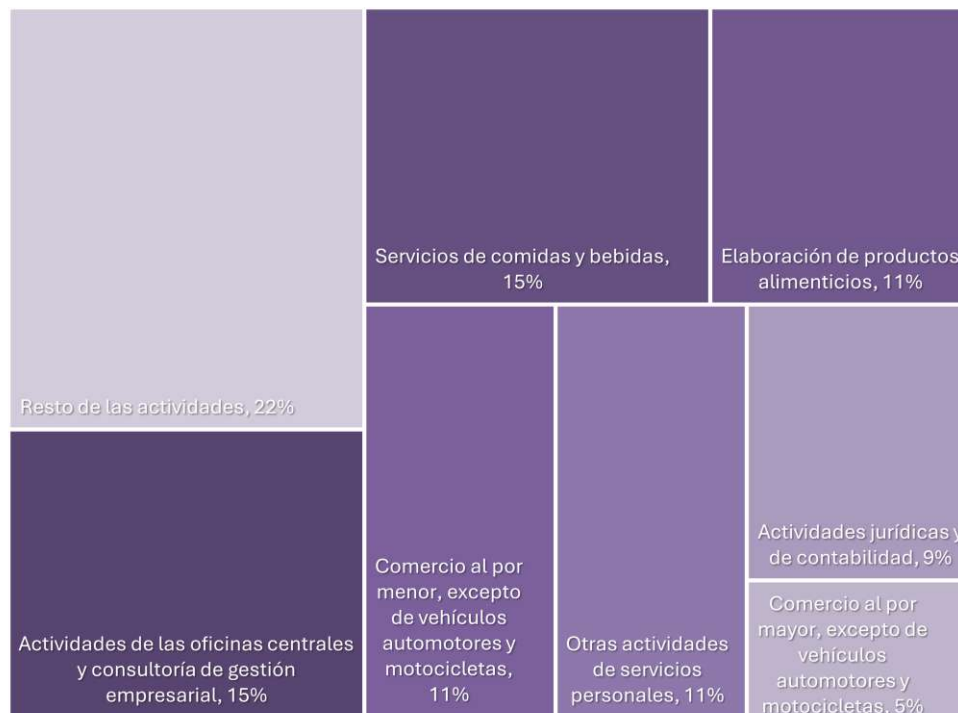 Servicios de comidas y bebidas,
15%
Elaboración de productos
alimenticios, 11%
Resto de las actividades, 22%
Actividades de las oficinas centrales
y consultoría de gestión
empresarial, 15%
Comercio al por
menor, excepto
de vehículos
automotores y
motocicletas,
11%
Otras actividades
de servicios
personales, 11%
Actividades jurídicas y
de contabilidad, 9%
Comercio al por
mayor, excepto de
vehículos
automotores y
motocicletas, 5%